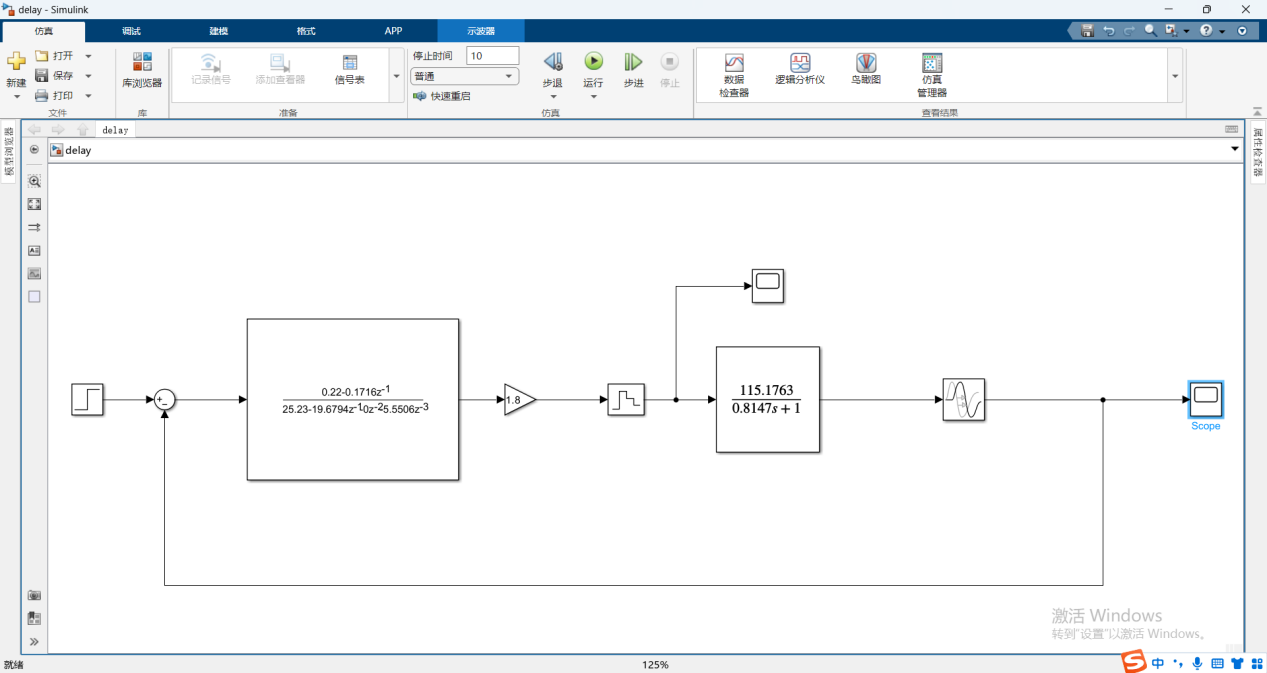 delay - Simulink
仿真 调试 建模 格式 APP 示波器
新建
打开
保存
打印
文件
库浏览器
库
记录信号
添加查看器
信号表
准备
停止时间 10
普通
快速重启
步退
运行
步进
停止
仿真
数据
检查器
逻辑分析仪
鸟瞰图
仿真
管理器
查看结果
模型浏览器
delay
delay
属性检查器
0.22-0.1716z-1
25.23-19.6794z-10z-25.5506z-3
1.8
115.1763
0.8147s + 1
Scope
激活 Windows
转到"设置"以激活 Windows。
就绪
125%
中